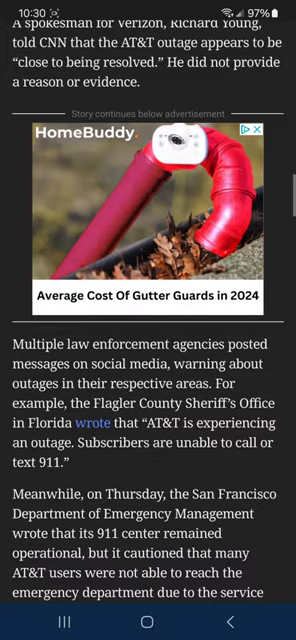 10:30
97%
A spokesman for Verizon, Richard Young,
told CNN that the AT&T outage appears to be
“close to being resolved.” He did not provide
a reason or evidence.
Story continues below advertisement
HomeBuddy.
Average Cost Of Gutter Guards in 2024
Multiple law enforcement agencies posted
messages on social media, warning about
outages in their respective areas. For
example, the Flagler County Sheriff’s Office
in Florida wrote that “AT&T is experiencing
an outage. Subscribers are unable to call or
text 911.”
Meanwhile, on Thursday, the San Francisco
Department of Emergency Management
wrote that its 911 center remained
operational, but it cautioned that many
AT&T users were not able to reach the
emergency department due to the service